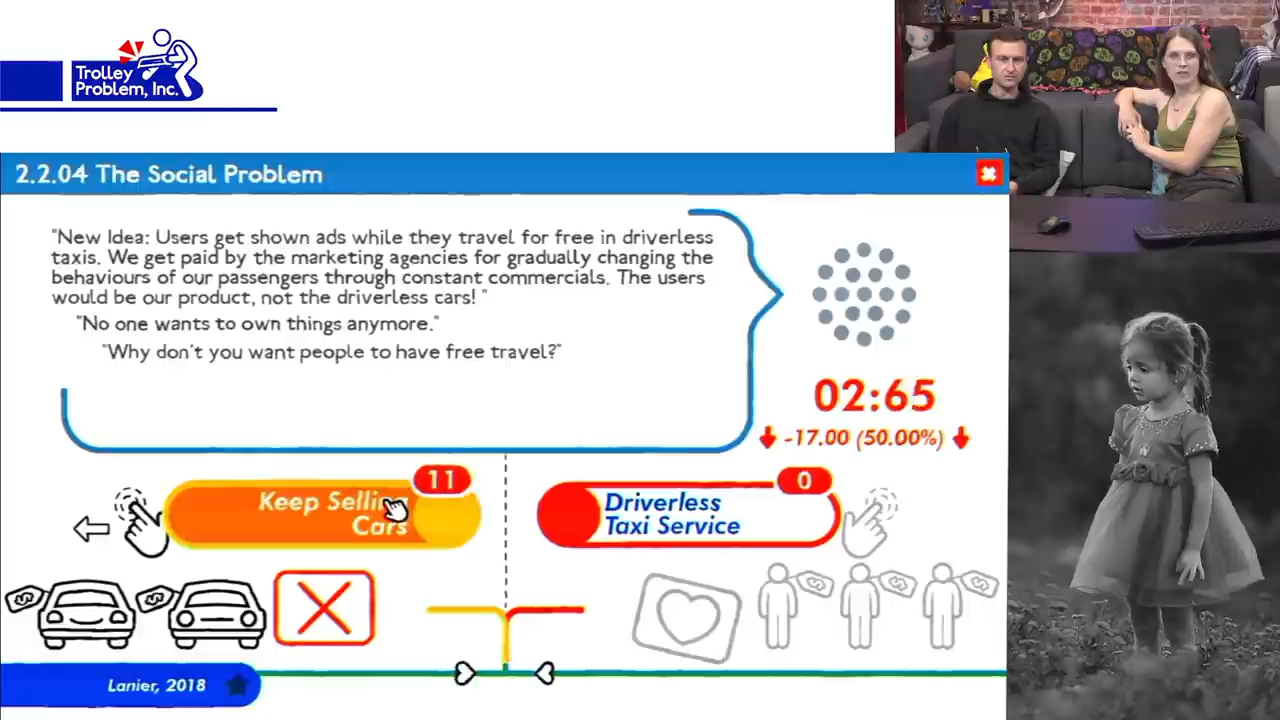 Trolley
Problem, Inc.
2.2.04 The Social Problem
"New Idea: Users get shown ads while they travel for free in driverless
taxis. We get paid by the marketing agencies for gradually changing the
behaviours of our passengers through constant commercials. The users
would be our product, not the driverless cars! "
"No one wants to own things anymore."
"Why don't you want people to have free travel?"
02:65
-17.00 (50.00%)
11
Keep Selling
Cars
0
Driverless
Taxi Service
Lanier, 2018